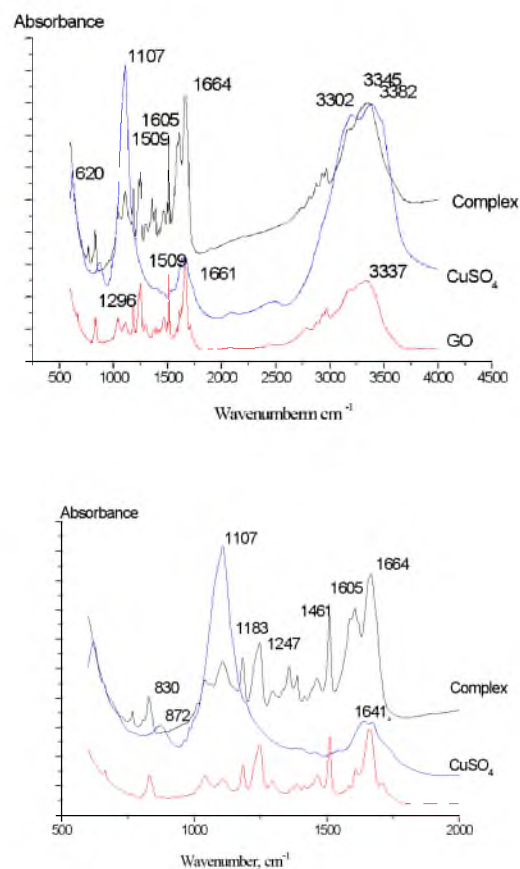 Absorbance
1107
1664
3345
3302
3382
1605
1509
620
Complex
1509
1661
CuSO4
1296
3337
GO
500 1000 1500 2000 2500 3000 3500 4000 4500
Wavenumberm cm -1
Absorbance
1107
1664
1605
1461
1183
1247
830
872
Complex
1641
CuSO4
500 1000 1500 2000
Wavenumber, cm-1